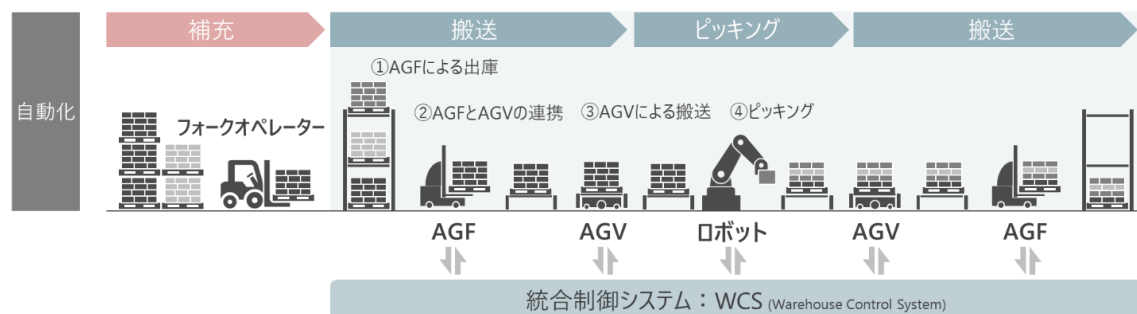 補充
搬送
ピッキング
搬送
自動化
①AGFによる出庫
②AGFとAGVの連携
③AGVによる搬送
④ピッキング
フォークオペレーター
AGF
AGV
ロボット
AGV
AGF
統合制御システム：WCS (Warehouse Control System)